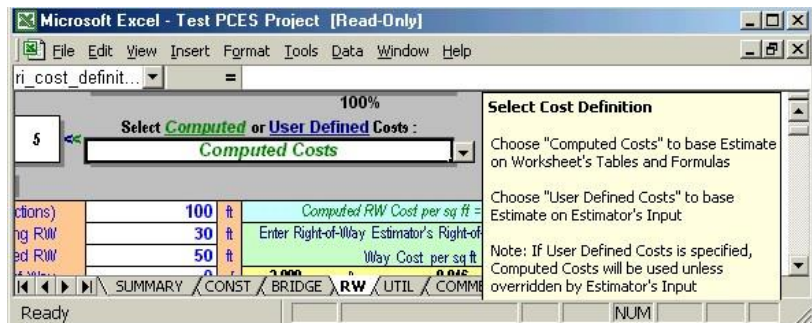 Microsoft Excel - Test PCES Project [Read-Only]
File Edit View Insert Format Tools Data Window Help
ri_cost_definit... =
100%
5 << Select Computed or User Defined Costs :
Computed Costs
Select Cost Definition
Choose "Computed Costs" to base Estimate
on Worksheet's Tables and Formulas
Choose "User Defined Costs" to base
Estimate on Estimator's Input
Note: If User Defined Costs is specified,
Computed Costs will be used unless
overridden by Estimator's Input
ctions) 100 ft Computed RW Cost per sq ft =
ng RW 30 ft Enter Right-of-Way Estimator's Right-of-
ed RW 50 ft Way Cost per sq ft
SUMMARY CONST BRIDGE RW UTIL COMME
Ready NUM